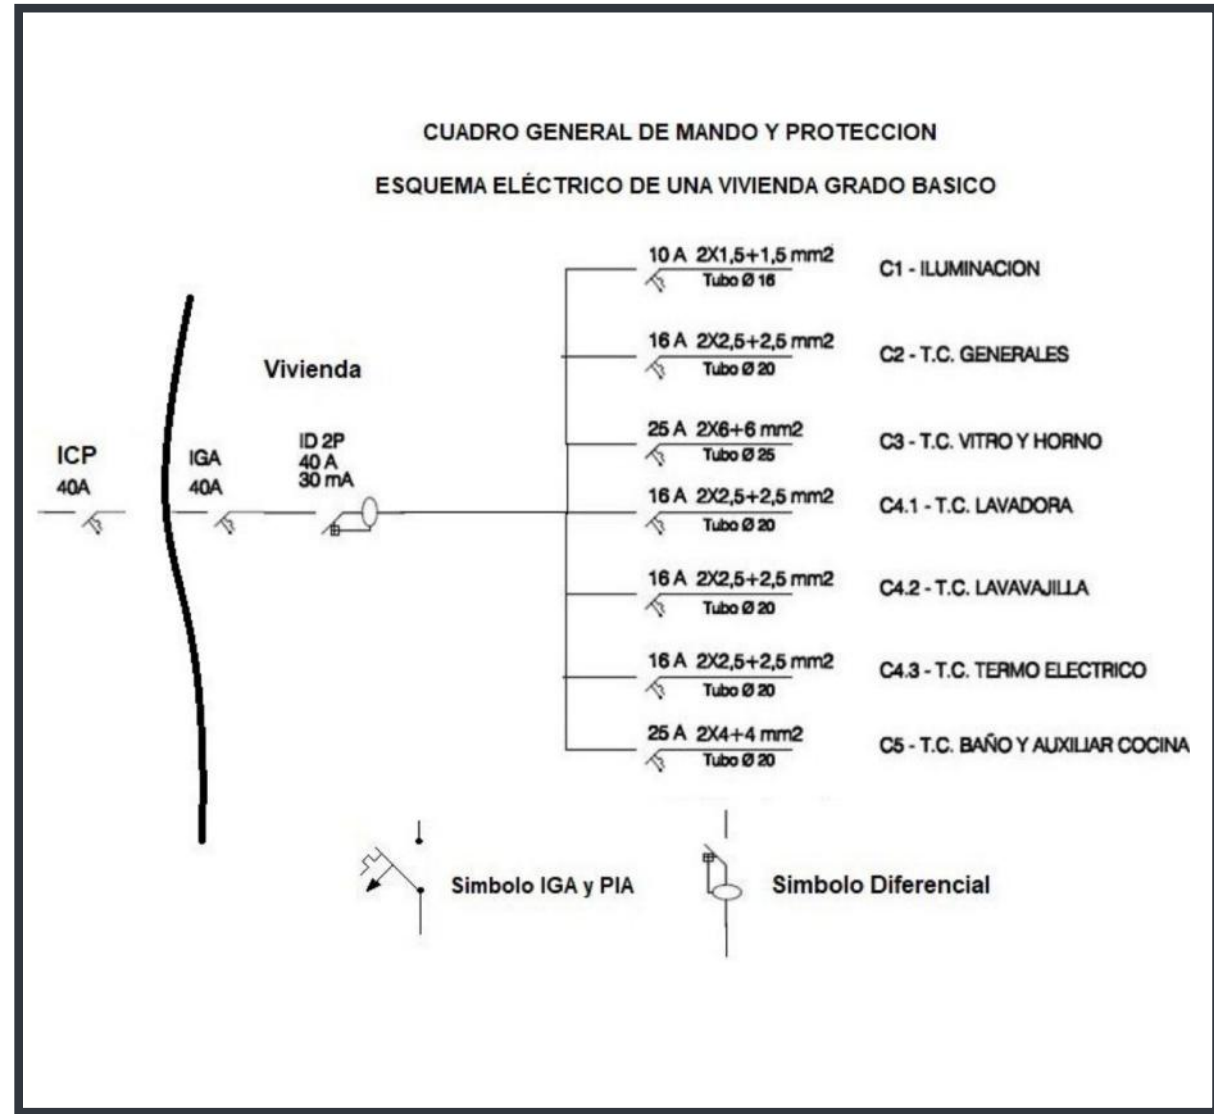 CUADRO GENERAL DE MANDO Y PROTECCION
ESQUEMA ELÉCTRICO DE UNA VIVIENDA GRADO BASICO
10 A 2X1,5+1,5 mm2
Tubo Ø 16
C1 - ILUMINACION
16 A 2X2,5+2,5 mm2
Tubo Ø 20
C2 - T.C. GENERALES
Vivienda
25 A 2X6+6 mm2
Tubo Ø 25
C3 - T.C. VITRO Y HORNO
ICP
40A
IGA
40A
ID 2P
40 A
30 mA
16 A 2X2,5+2,5 mm2
Tubo Ø 20
C4.1 - T.C. LAVADORA
16 A 2X2,5+2,5 mm2
Tubo Ø 20
C4.2 - T.C. LAVAVAJILLA
16 A 2X2,5+2,5 mm2
Tubo Ø 20
C4.3 - T.C. TERMO ELECTRICO
25 A 2X4+4 mm2
Tubo Ø 20
C5 - T.C. BAÑO Y AUXILIAR COCINA
Simbolo IGA y PIA
Simbolo Diferencial